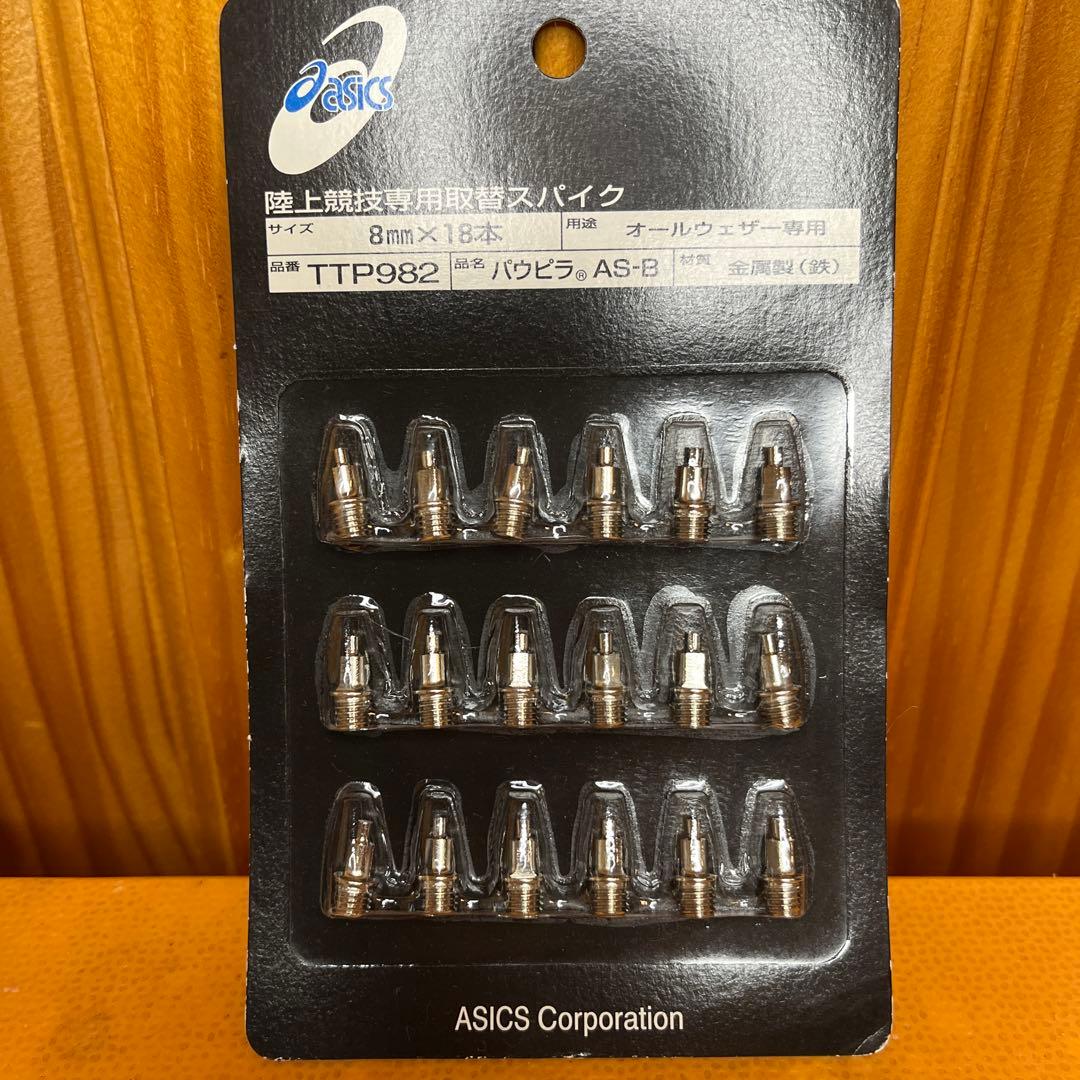 asics
陸上競技専用取替スパイク
サイズ 8mm×18本 用途 オールウェザー専用
品番 TTP982 品名 パウピラ® AS-B 材質 金属製(鉄)
ASICS Corporation